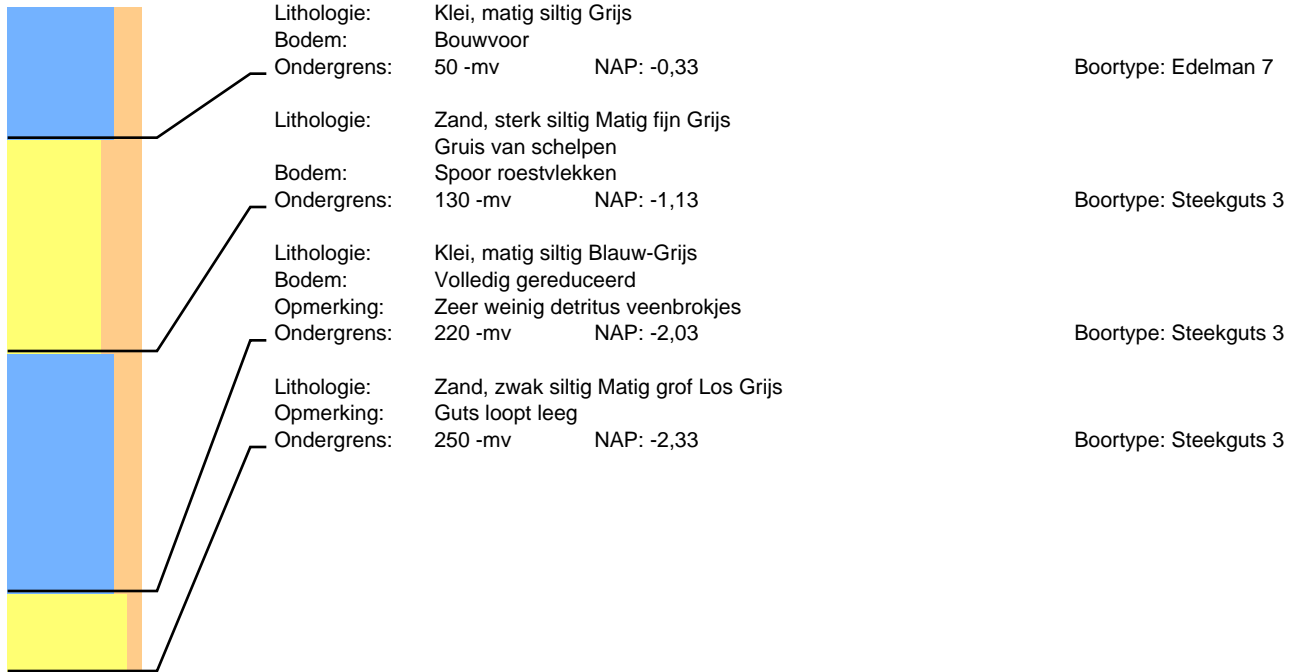 Lithologie: Klei, matig siltig Grijs
Bodem: Bouwvoor
Ondergrens: 50 -mv NAP: -0,33 Boortype: Edelman 7
Lithologie: Zand, sterk siltig Matig fijn Grijs
Gruis van schelpen
Bodem: Spoor roestvlekken
Ondergrens: 130 -mv NAP: -1,13 Boortype: Steekguts 3
Lithologie: Klei, matig siltig Blauw-Grijs
Bodem: Volledig gereduceerd
Opmerking: Zeer weinig detritus veenbrokjes
Ondergrens: 220 -mv NAP: -2,03 Boortype: Steekguts 3
Lithologie: Zand, zwak siltig Matig grof Los Grijs
Opmerking: Guts loopt leeg
Ondergrens: 250 -mv NAP: -2,33 Boortype: Steekguts 3